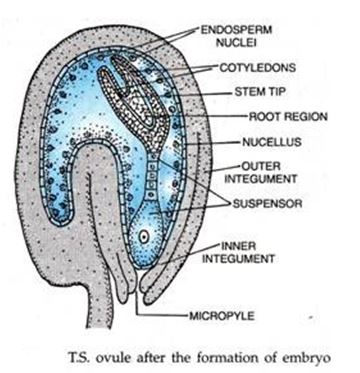 ENDOSPERM
NUCLEI
COTYLEDONS
STEM TIP
ROOT REGION
NUCELLUS
OUTER
INTEGUMENT
SUSPENSOR
INNER
INTEGUMENT
MICROPYLE
T.S. ovule after the formation of embryo